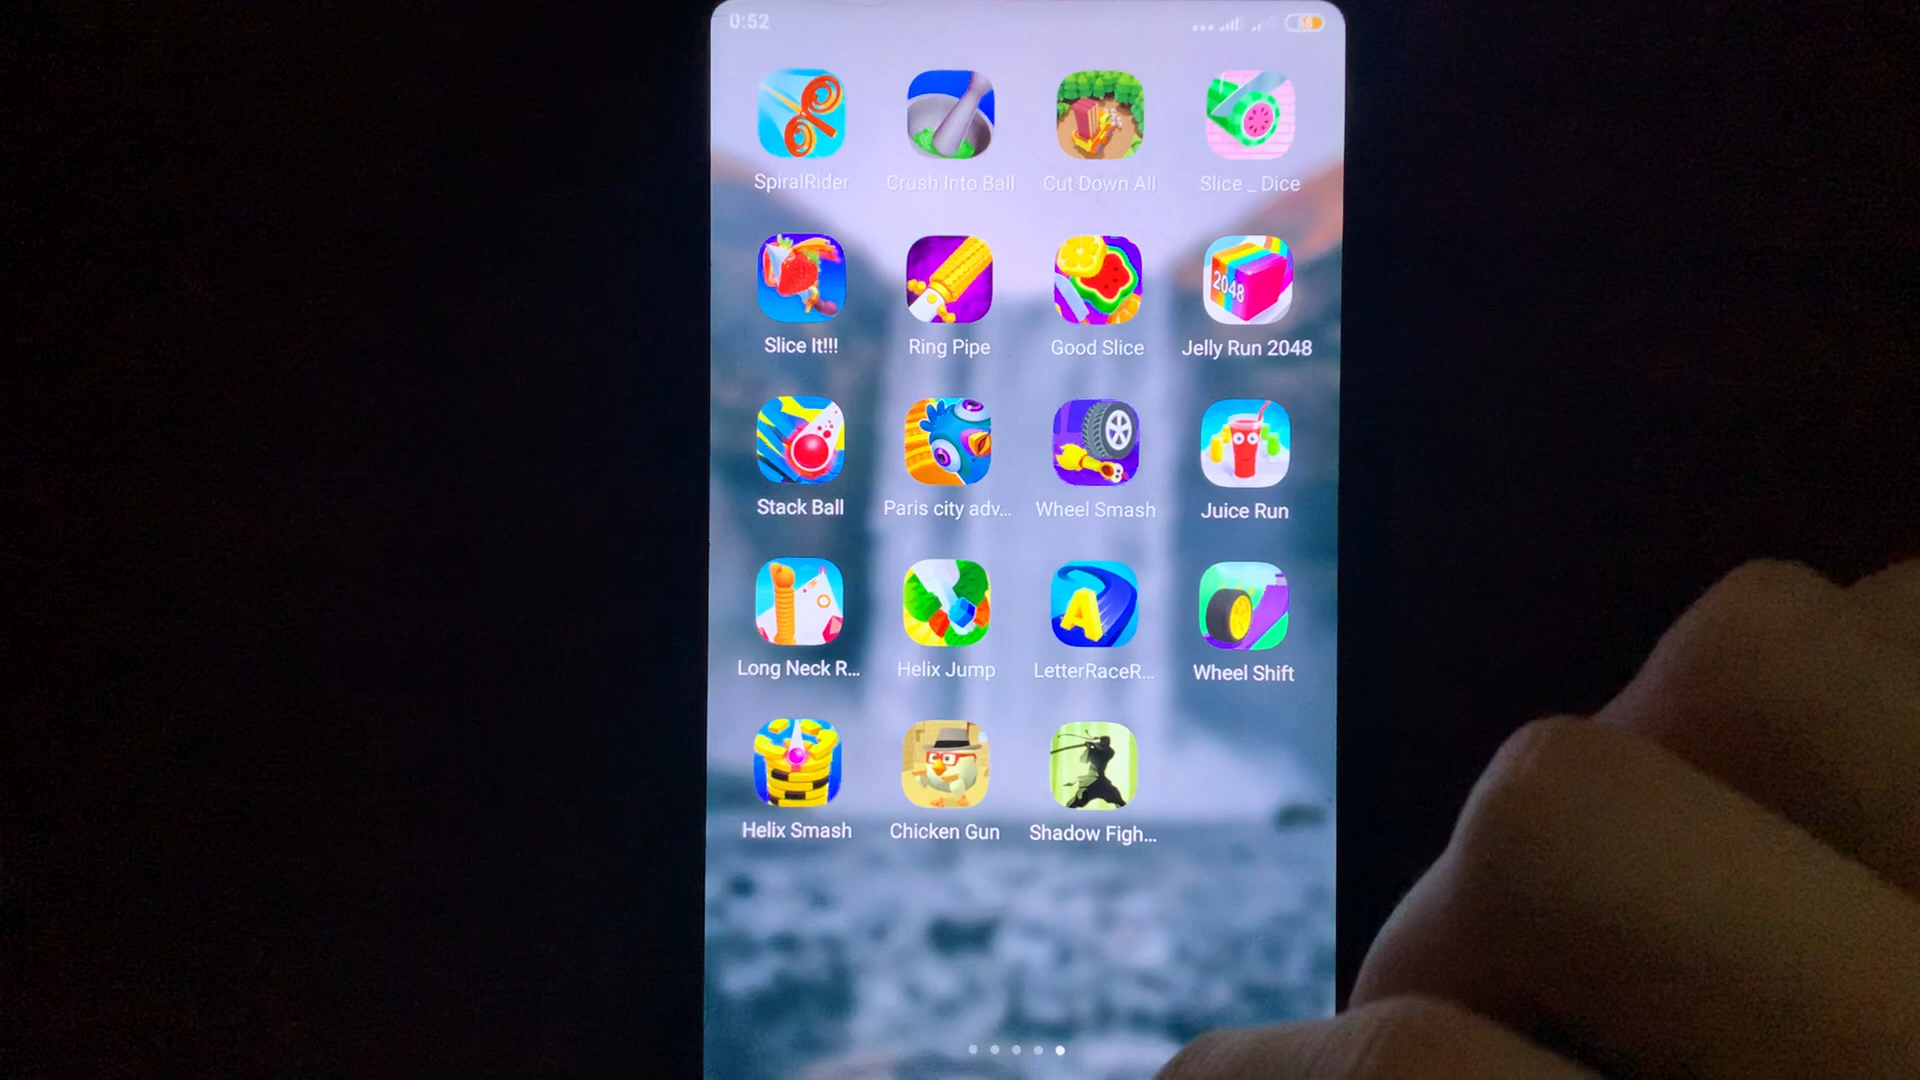 0:52
58
SpiralRider
Crush Into Ball
Cut Down All
Slice _ Dice
Slice It!!!
Ring Pipe
Good Slice
2048
Jelly Run 2048
Stack Ball
Paris city adv...
Wheel Smash
Juice Run
Long Neck R...
Helix Jump
A
LetterRaceR...
Wheel Shift
Helix Smash
Chicken Gun
Shadow Figh...